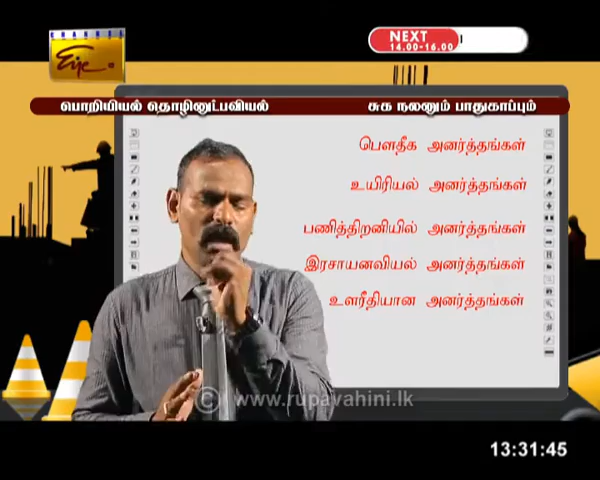 CHANNEL
Eye
NEXT
14.00-16.00
பொறியியல் தொழினுட்பவியல்
சுக நலனும் பாதுகாப்பும்
பௌதீக அனர்த்தங்கள்
உயிரியல் அனர்த்தங்கள்
பணித்திறனியில் அனர்த்தங்கள்
இரசாயனவியல் அனர்த்தங்கள்
உளரீதியான அனர்த்தங்கள்
© www.rupavahini.lk
13:31:45